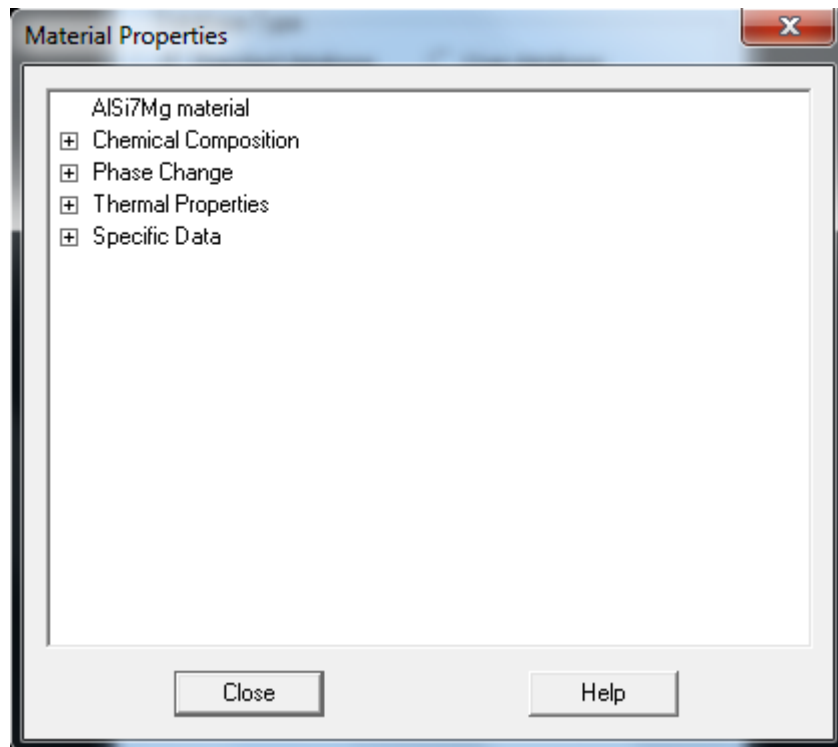 Material Properties
AlSi7Mg material
Chemical Composition
Phase Change
Thermal Properties
Specific Data
Close
Help